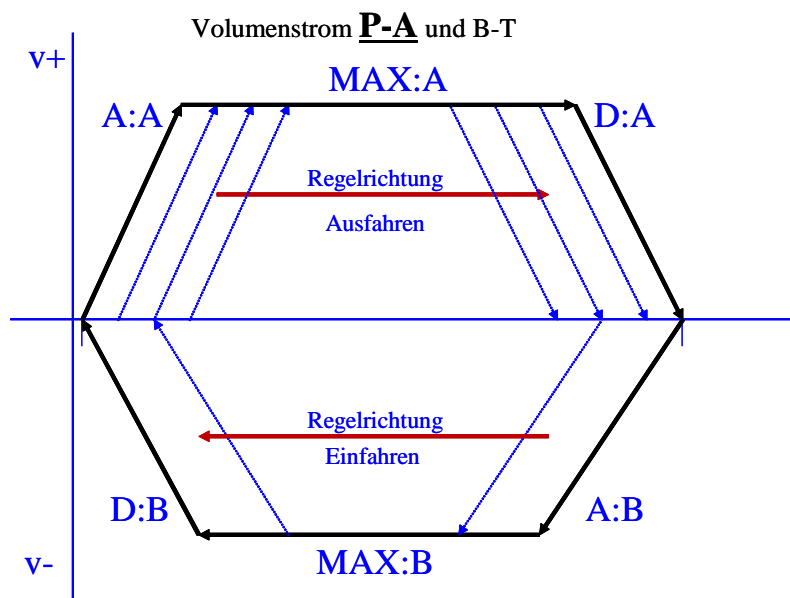 Volumenstrom P-A und B-T
v+
MAX:A
A:A
D:A
Regelrichtung
Ausfahren
Regelrichtung
Einfahren
D:B
A:B
MAX:B
v-